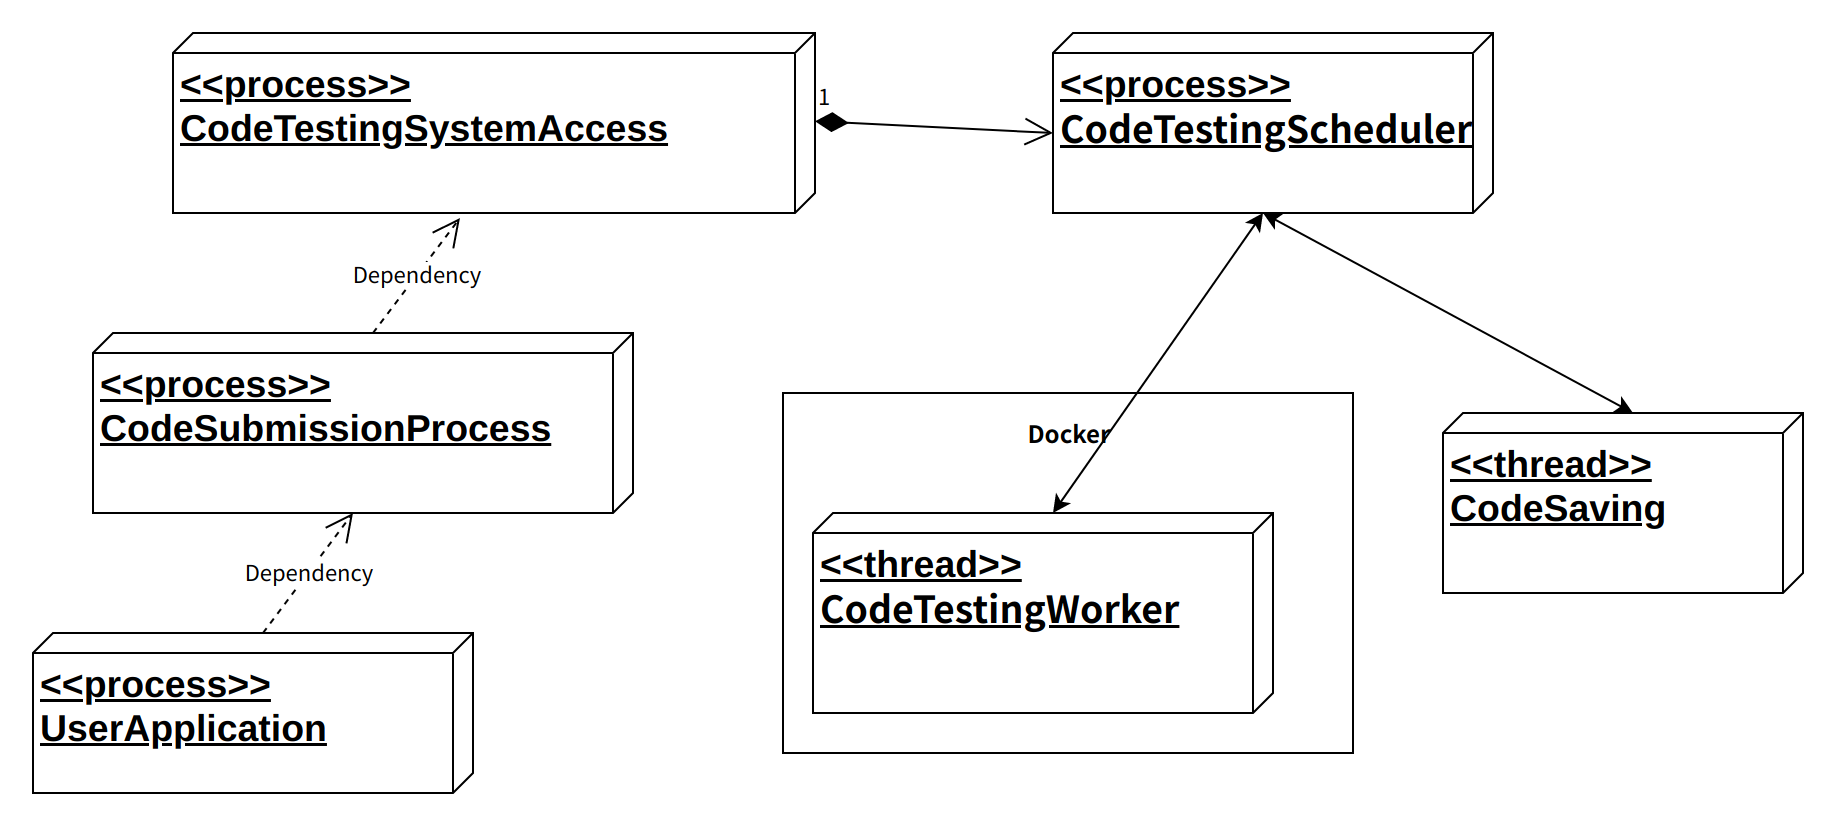 <<process>>
CodeTestingSystemAccess
1
<<process>>
CodeTestingScheduler
Dependency
<<process>>
CodeSubmissionProcess
Docker
<<thread>>
CodeSaving
Dependency
<<thread>>
CodeTestingWorker
<<process>>
UserApplication